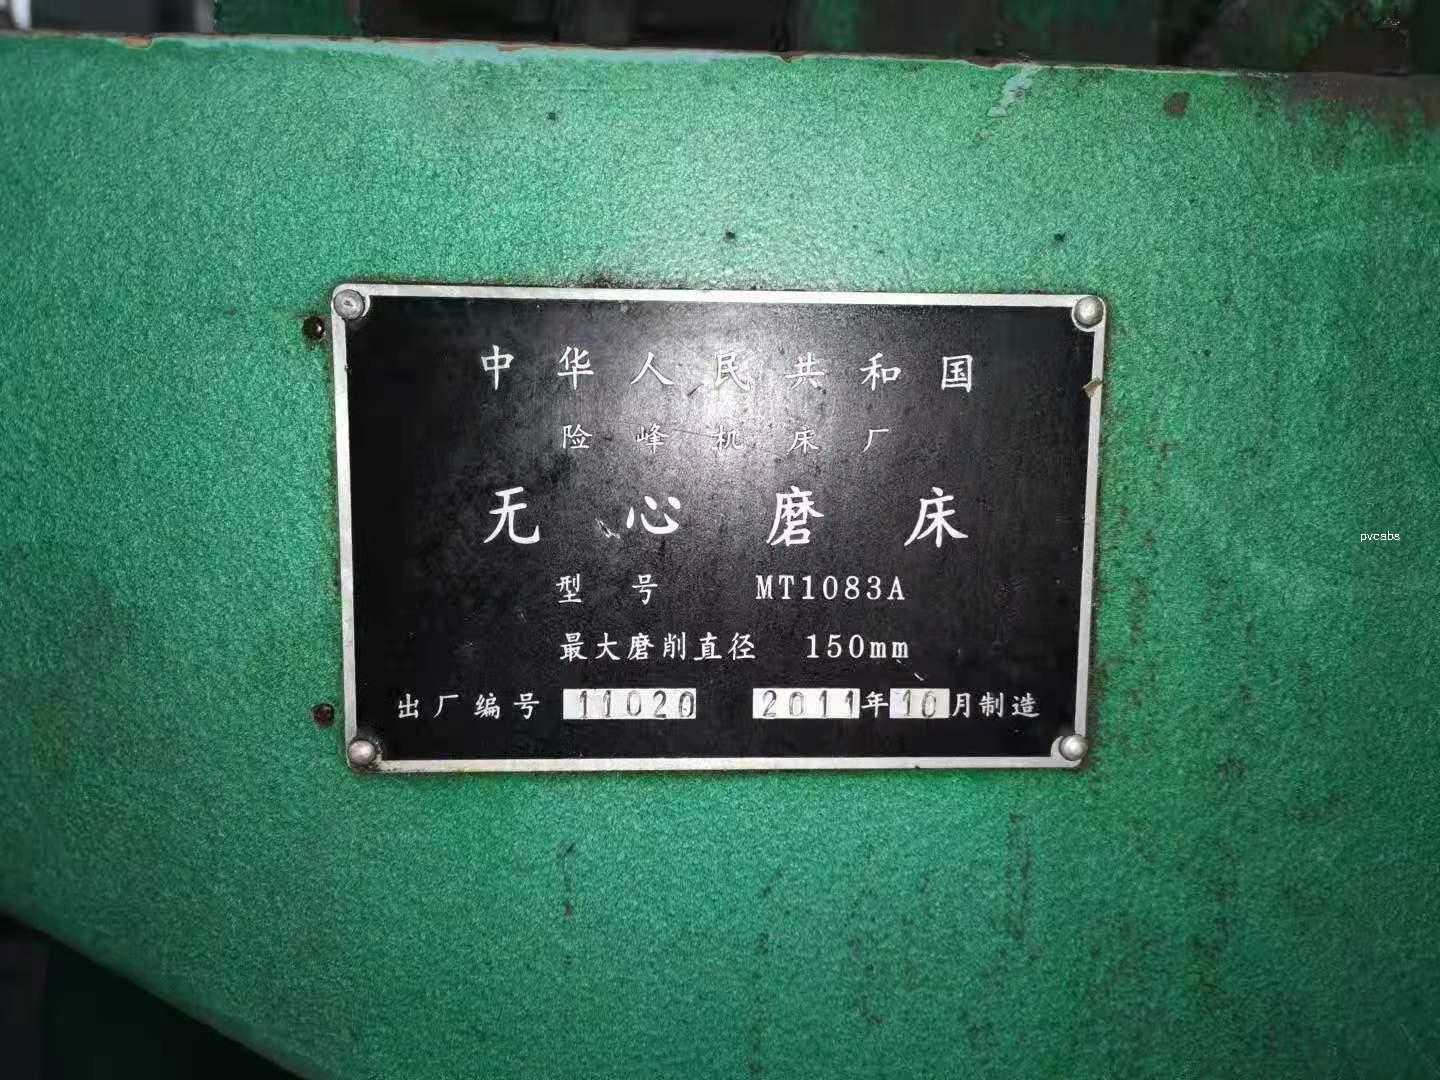 中华人民共和国
险峰机床厂
无心磨床
型号 MT1083A
最大磨削直径 150mm
出厂编号 11020 2011年10月制造
pvcabs